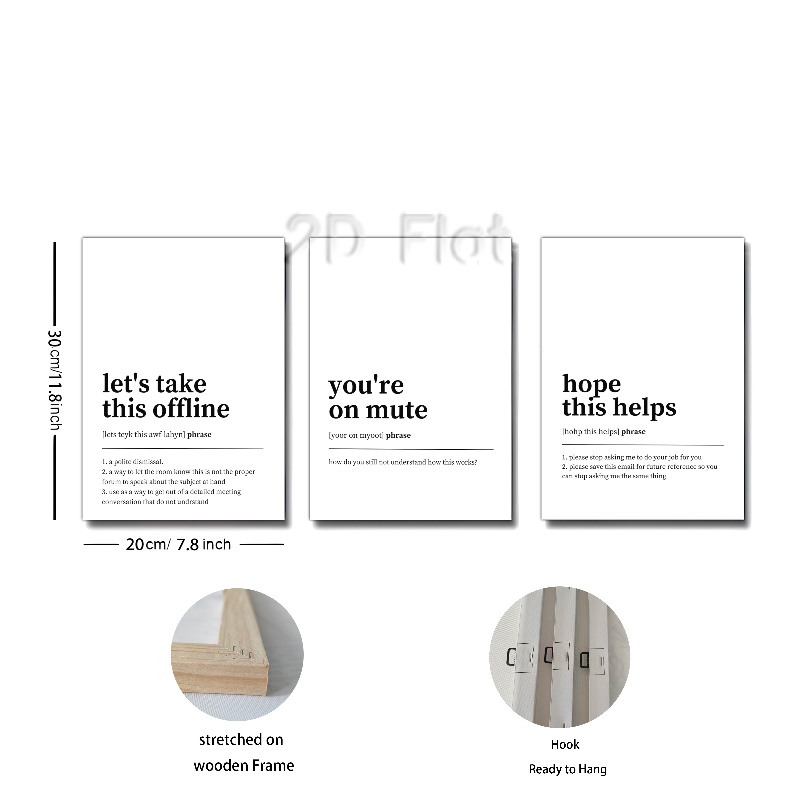 2D Flat
let's take
this offline
[lets teyk this awf lahyn] phrase
1. a polite dismissal.
2. a way to let the room know this is not the proper
forum to speak about the subject at hand
3. use as a way to get out of a detailed meeting
conversation that do not understand
you're
on mute
[yoor on myoot] phrase
how do you still not understand how this works?
hope
this helps
[hohp this helps] phrase
1. please stop asking me to do your job for you
2. please save this email for future reference so you
can stop asking me the same thing
30cm/11.8inch
20cm/ 7.8 inch
stretched on
wooden Frame
Hook
Ready to Hang